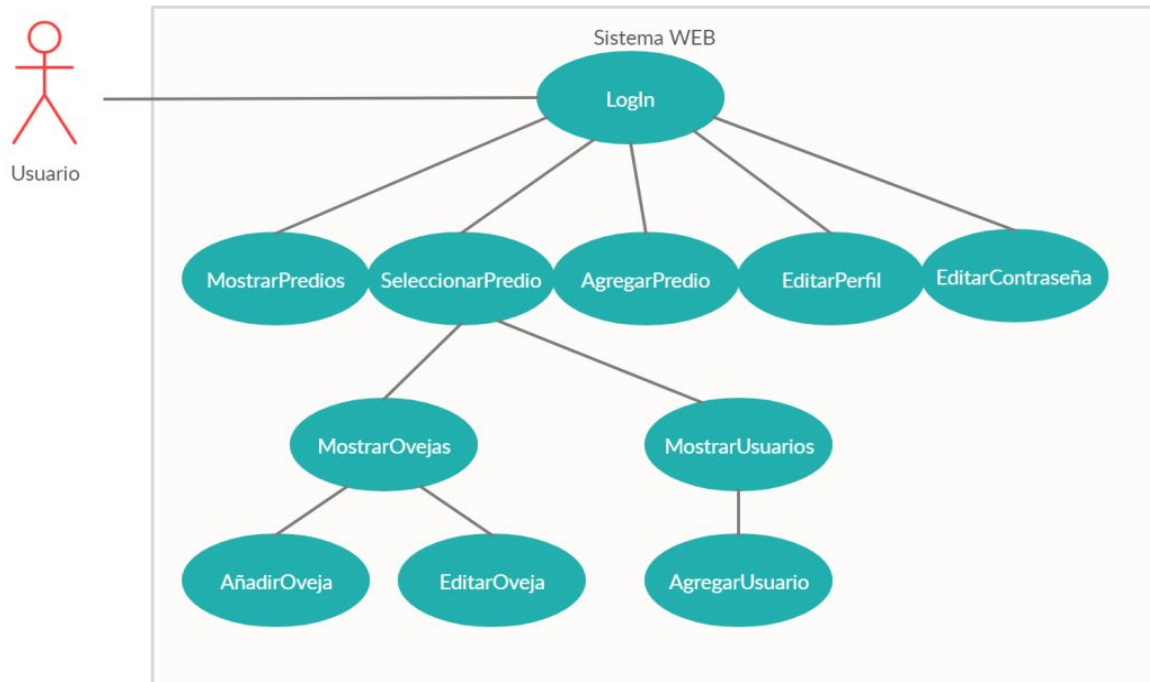 Sistema WEB
LogIn
Usuario
MostrarPredios
SeleccionarPredio
AgregarPredio
EditarPerfil
EditarContraseña
MostrarOvejas
MostrarUsuarios
AñadirOveja
EditarOveja
AgregarUsuario